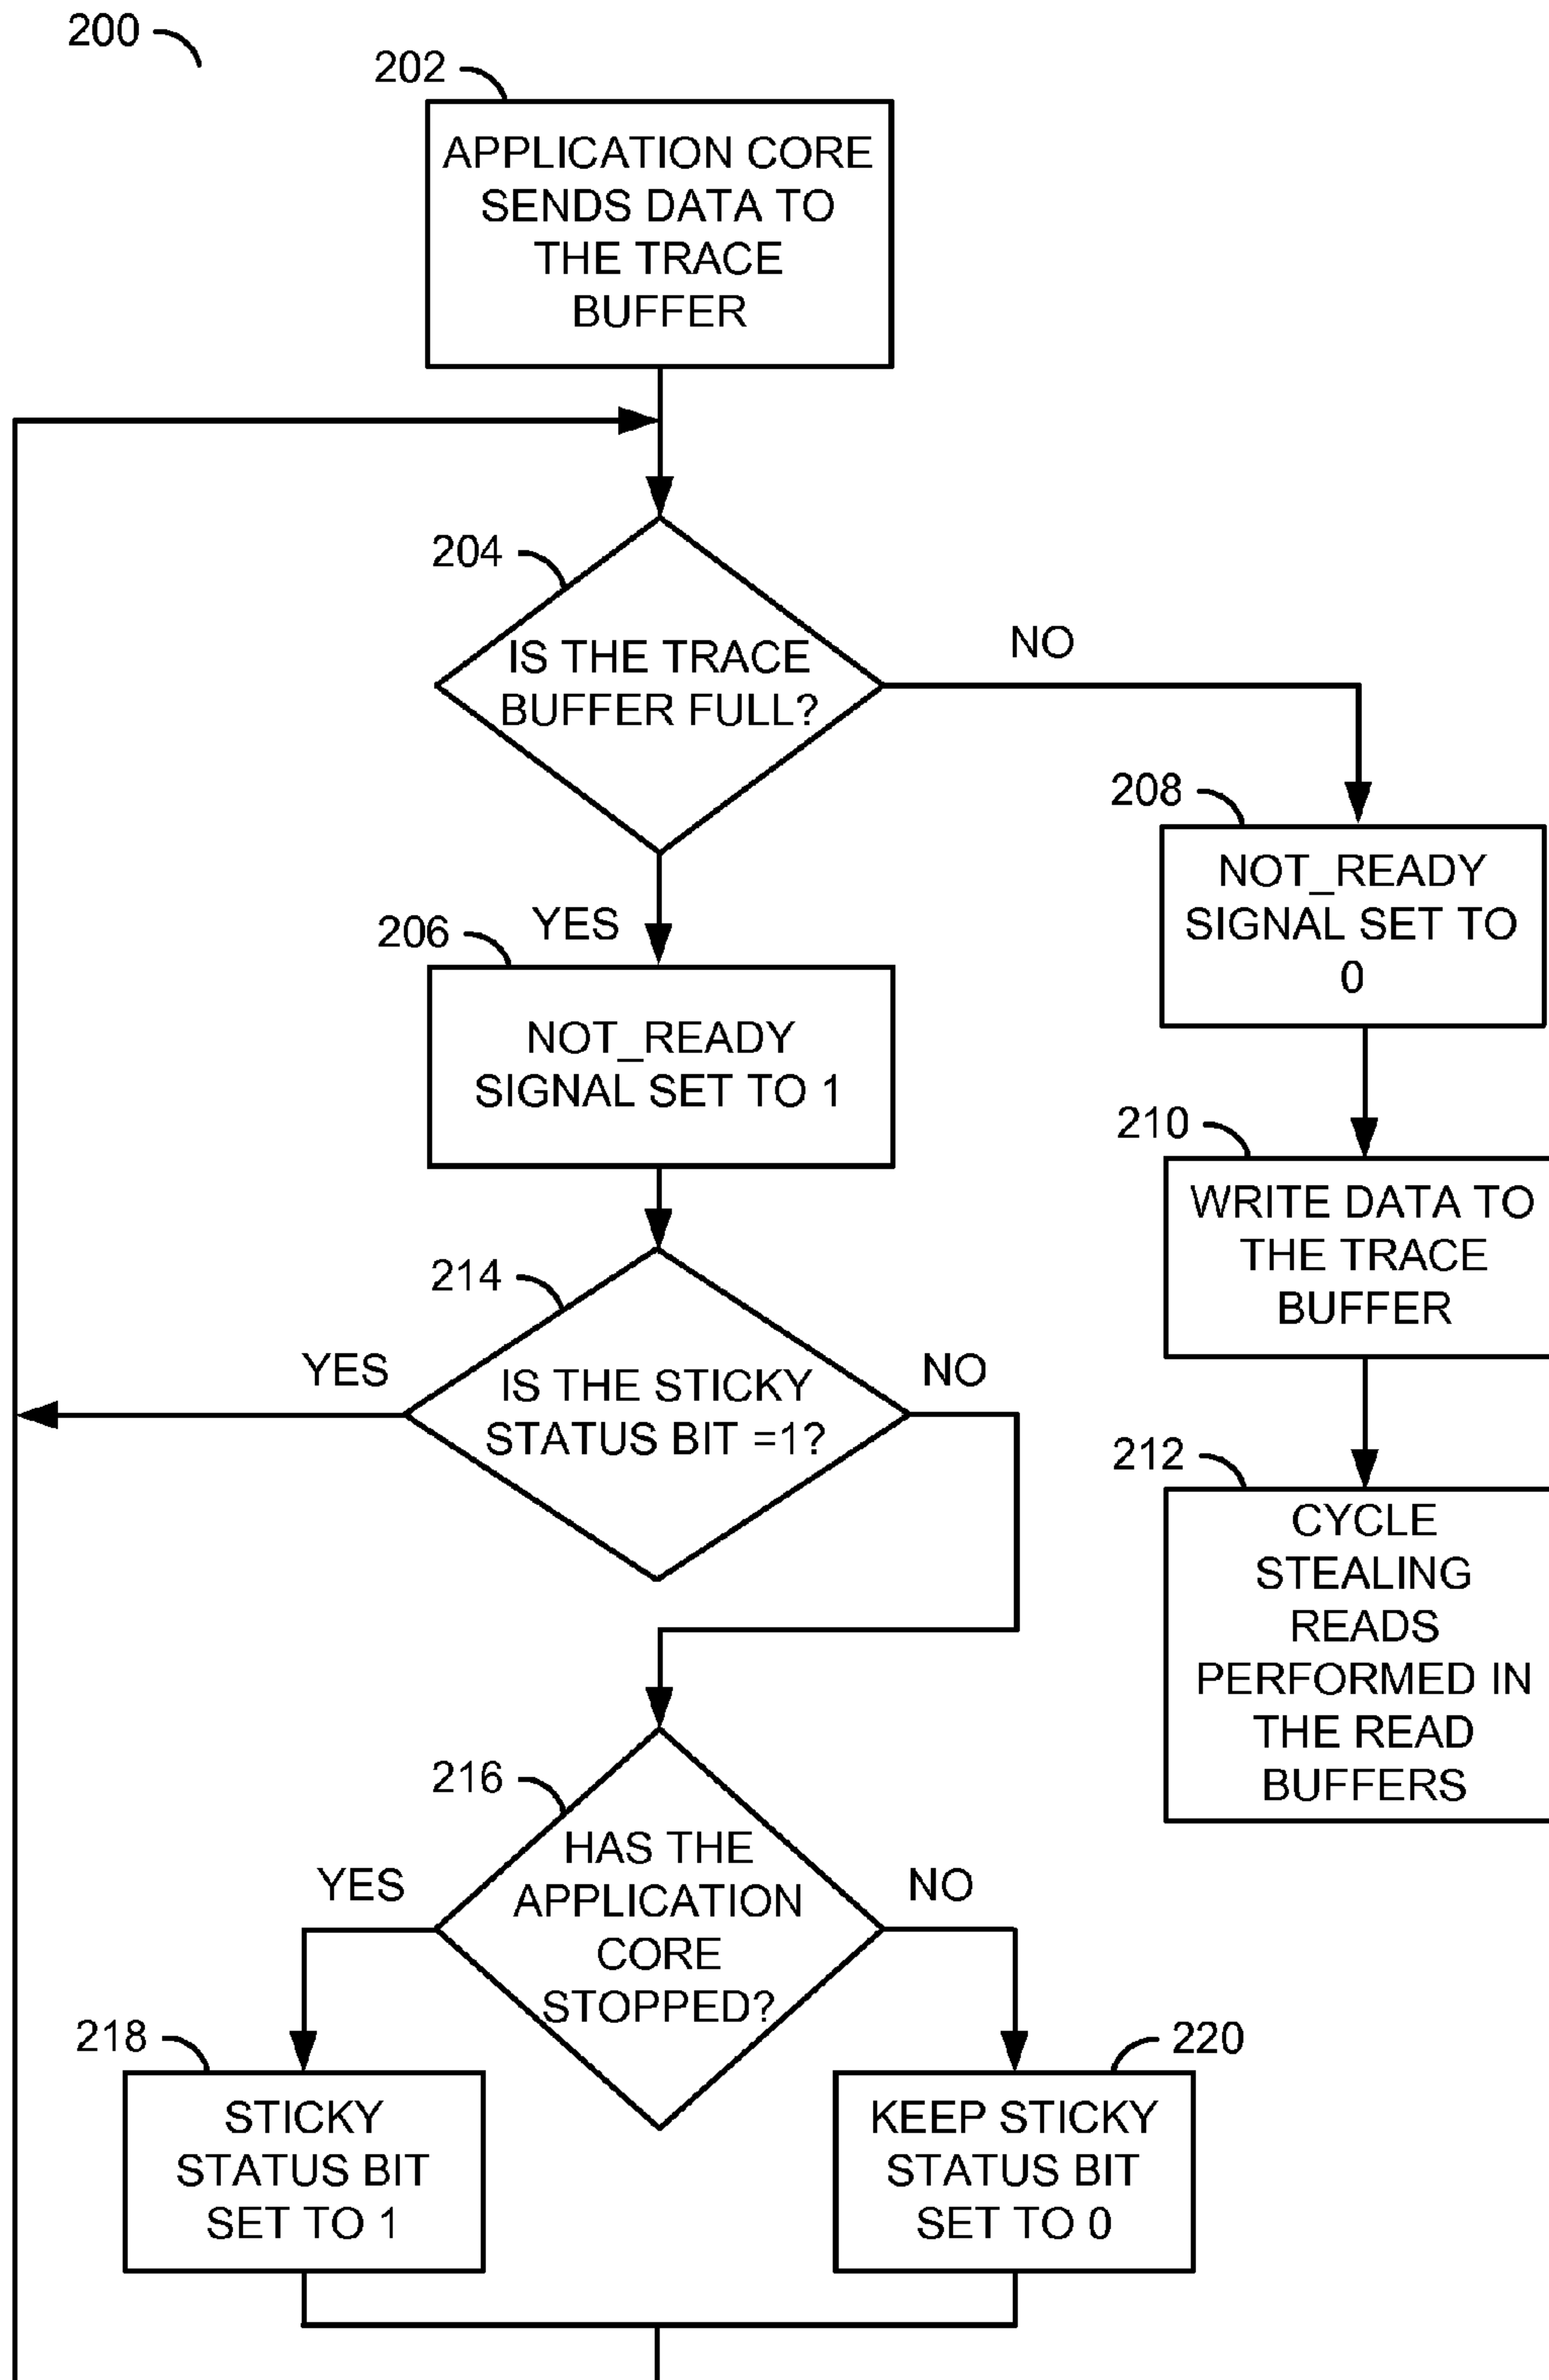 200
202
APPLICATION CORE
SENDS DATA TO
THE TRACE
BUFFER
204
IS THE TRACE
BUFFER FULL?
NO
208
NOT_READY
SIGNAL SET TO
0
YES
206
NOT_READY
SIGNAL SET TO 1
210
WRITE DATA TO
THE TRACE
BUFFER
214
YES
IS THE STICKY
STATUS BIT =1?
NO
212
CYCLE
STEALING
READS
PERFORMED IN
THE READ
BUFFERS
216
YES
HAS THE
APPLICATION
CORE
STOPPED?
NO
218
STICKY
STATUS BIT
SET TO 1
220
KEEP STICKY
STATUS BIT
SET TO 0